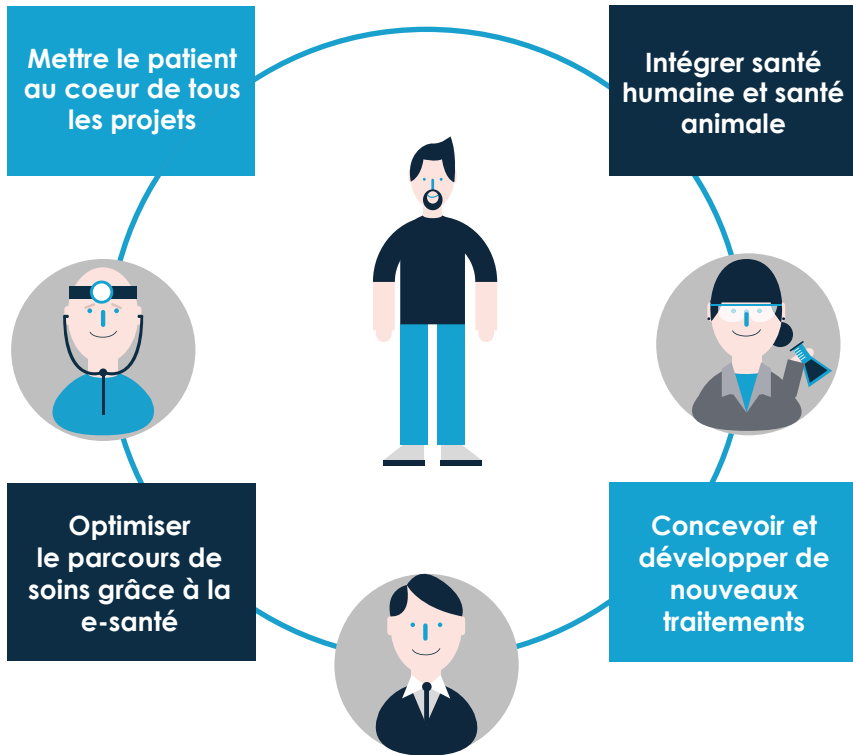 Mettre le patient
au coeur de tous
les projets
Intégrer santé
humaine et santé
animale
Optimiser
le parcours de
soins grâce à la
e-santé
Concevoir et
développer de
nouveaux
traitements